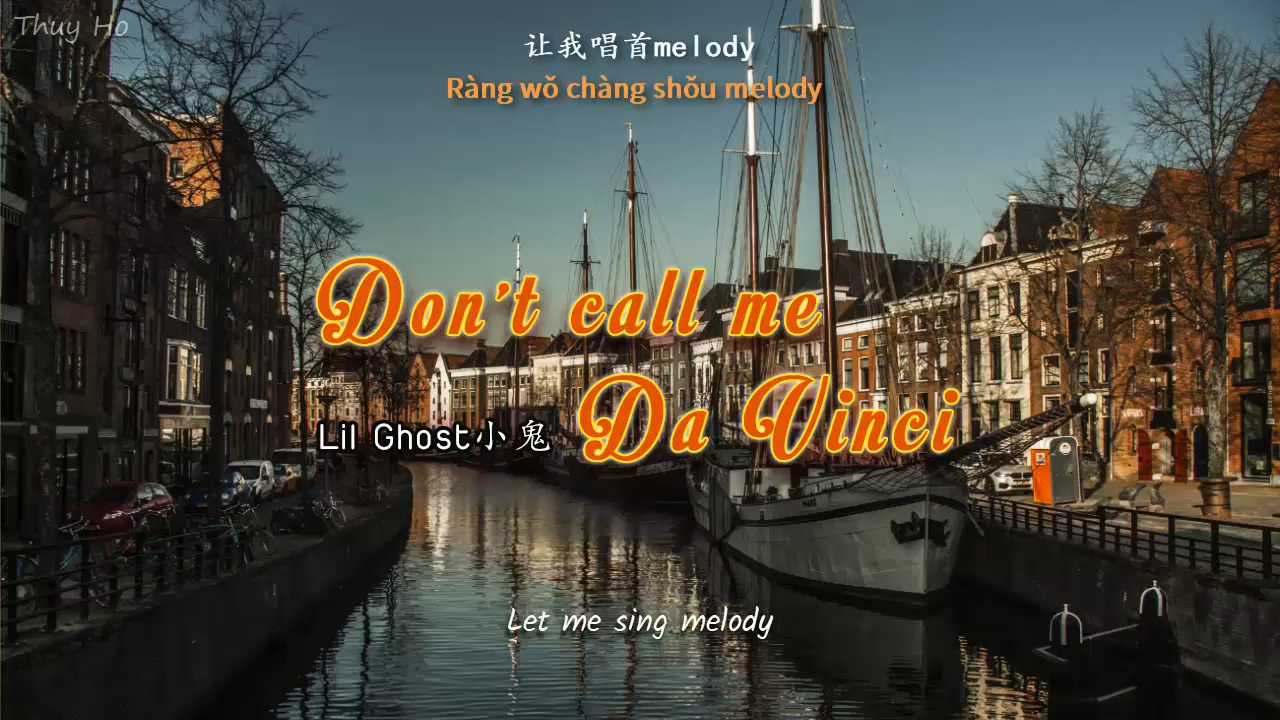 Thuy Ho
让我唱首melody
Ràng wǒ chàng shǒu melody
Don't call me
Da Vinci
Lil Ghost小鬼
Let me sing melody